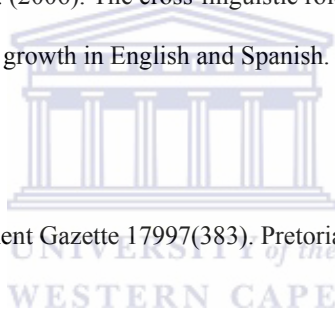 (2006). The cross-linguistic
growth in English and Spanish.
ent Gazette 17997(383). Pretoria
UNIVERSITY of the
WESTERN CAPE